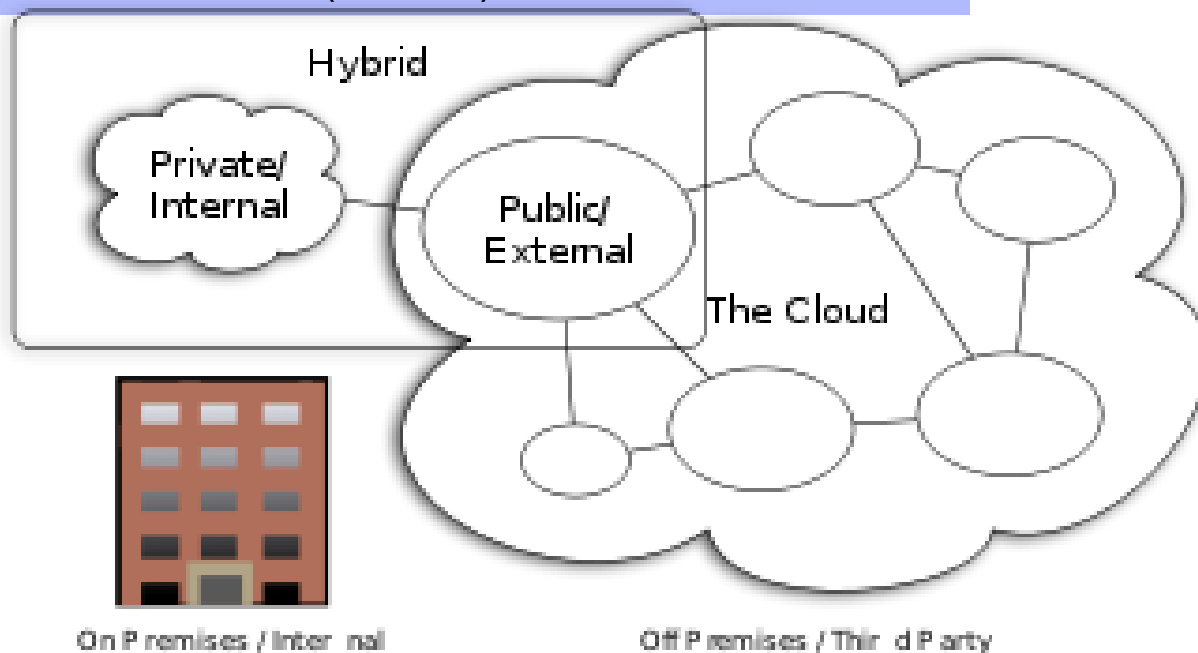 Hybrid
Private/
Internal
Public/
External
The Cloud
On Premises / Internal
Off Premises / Third Party